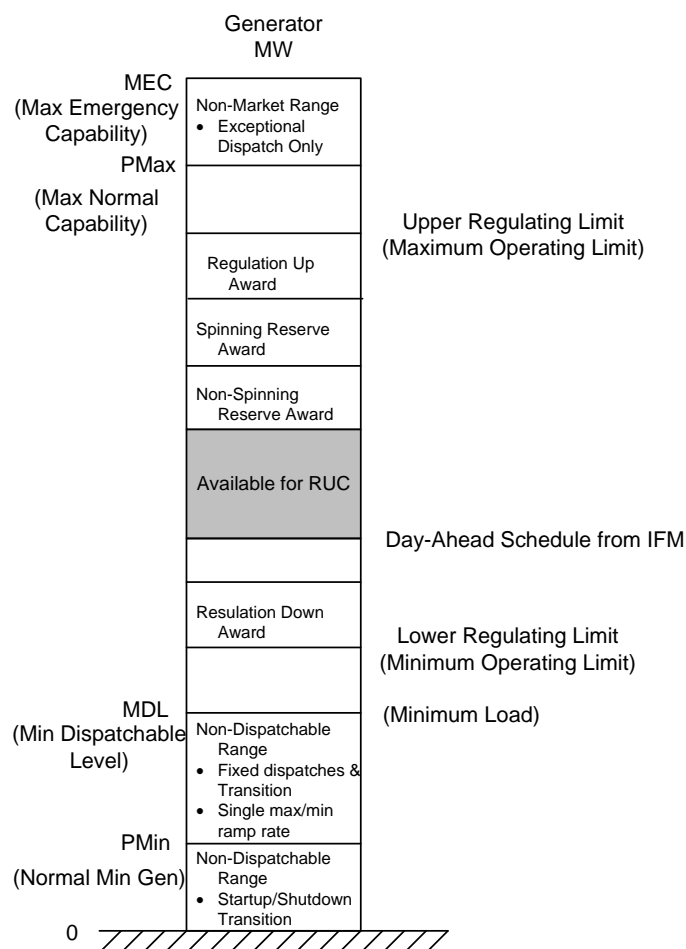 Generator
MW
MEC
(Max Emergency
Capability)
Non-Market Range
• Exceptional
Dispatch Only
PMax
(Max Normal
Capability)
Upper Regulating Limit
(Maximum Operating Limit)
Regulation Up
Award
Spinning Reserve
Award
Non-Spinning
Reserve Award
Available for RUC
Day-Ahead Schedule from IFM
Resulation Down
Award
Lower Regulating Limit
(Minimum Operating Limit)
MDL
(Min Dispatchable
Level)
(Minimum Load)
Non-Dispatchable
Range
• Fixed dispatches &
Transition
• Single max/min
ramp rate
PMin
(Normal Min Gen)
Non-Dispatchable
Range
• Startup/Shutdown
Transition
0